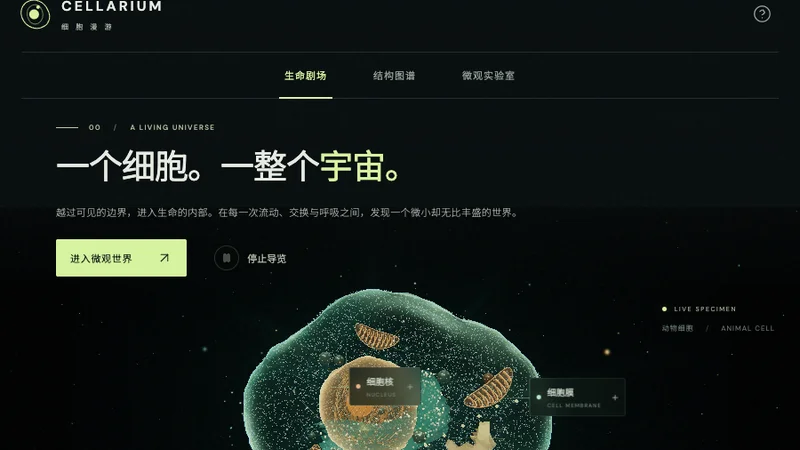 CELLARIUM
细胞漫游
?
生命剧场
结构图谱
微观实验室
00 / A LIVING UNIVERSE
一个细胞。一整个宇宙。
越过可见的边界，进入生命的内部。在每一次流动、交换与呼吸之间，发现一个微小却无比丰盛的世界。
进入微观世界
停止导览
LIVE SPECIMEN
动物细胞 / ANIMAL CELL
细胞核 +
NUCLEUS
细胞膜 +
CELL MEMBRANE